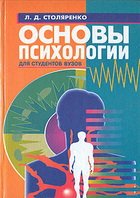 Л. Д. СТОЛЯРЕНКО
ОСНОВЫ
ПСИХОЛОГИИ
ДЛЯ СТУДЕНТОВ ВУЗОВ